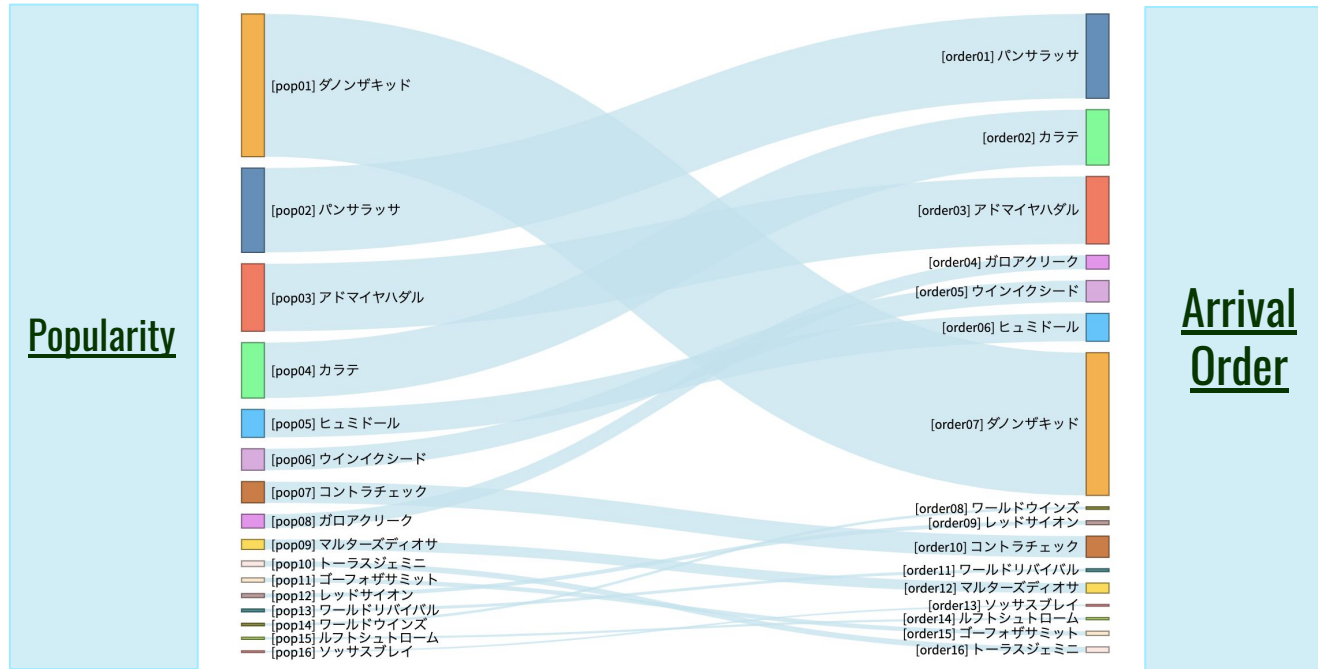 Popularity
[pop01] ダノンザキッド
[pop02] パンサラッサ
[pop03] アドマイヤハダル
[pop04] カラテ
[pop05] ヒュミドール
[pop06] ウインイクシード
[pop07] コントラチェック
[pop08] ガロアクリーク
[pop09] マルターズディオサ
[pop10] トーラスジェミニ
[pop11] ゴーフォザサミット
[pop12] レッドサイオン
[pop13] ワールドリバイバル
[pop14] ワールドウインズ
[pop15] ルフトシュトローム
[pop16] ソッサスブレイ
[order01] パンサラッサ
[order02] カラテ
[order03] アドマイヤハダル
[order04] ガロアクリーク
[order05] ウインイクシード
[order06] ヒュミドール
[order07] ダノンザキッド
[order08] ワールドウインズ
[order09] レッドサイオン
[order10] コントラチェック
[order11] ワールドリバイバル
[order12] マルターズディオサ
[order13] ソッサスブレイ
[order14] ルフトシュトローム
[order15] ゴーフォザサミット
[order16] トーラスジェミニ
Arrival
Order